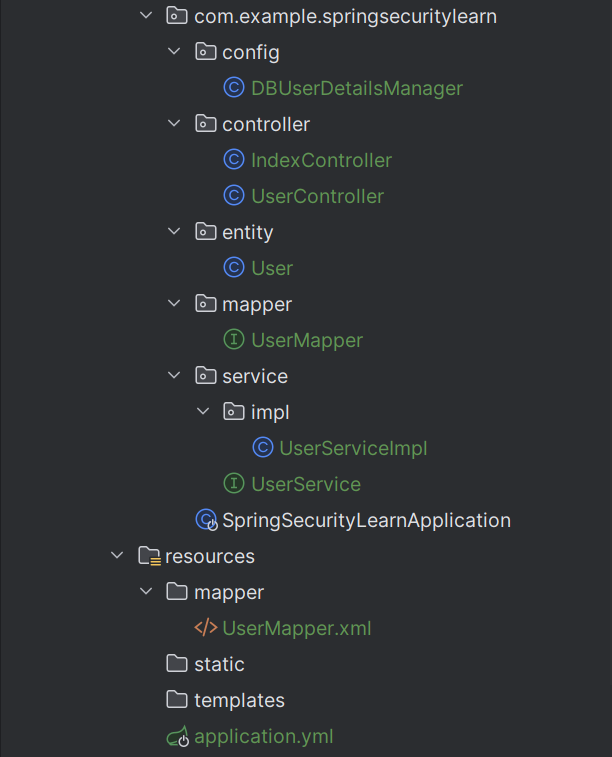 com.example.springsecuritylearn
config
DBUserDetailsManager
controller
IndexController
UserController
entity
User
mapper
UserMapper
service
impl
UserServiceImpl
UserService
SpringSecurityLearnApplication
resources
mapper
UserMapper.xml
static
templates
application.yml